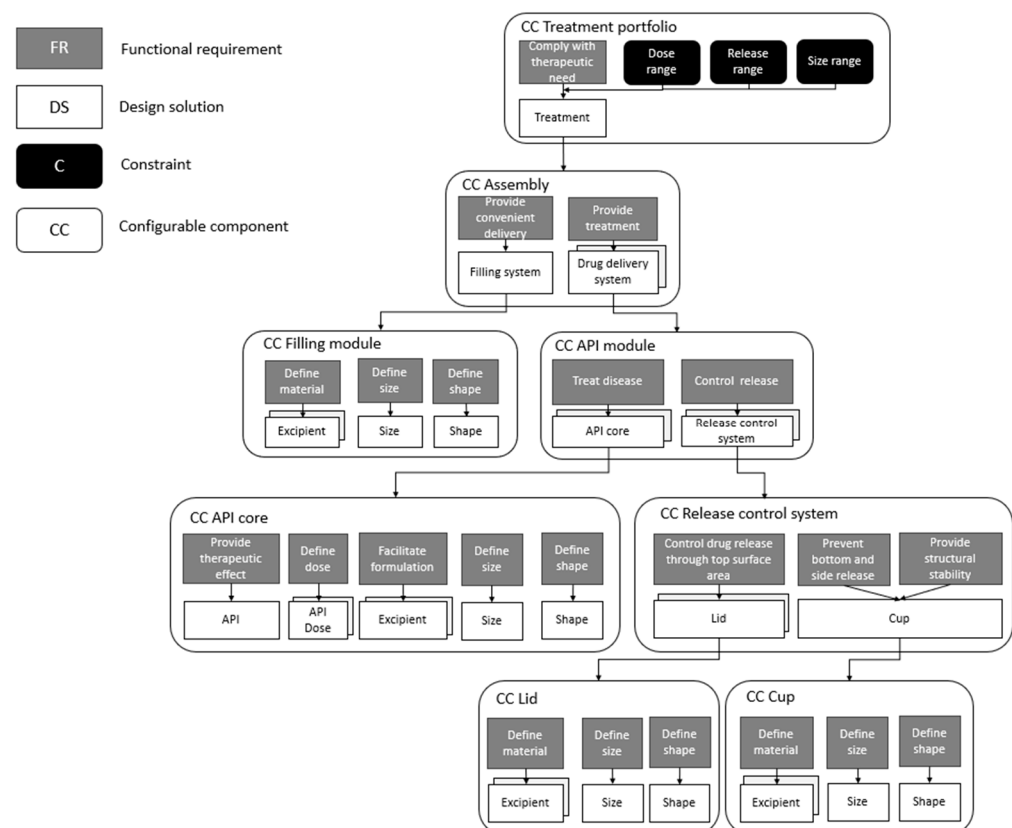 FR
Functional requirement
DS
Design solution
C
Constraint
CC
Configurable component
CC Treatment portfolio
Comply with
therapeutic
need
Dose
range
Release
range
Size range
Treatment
CC Assembly
Provide
convenient
delivery
Provide
treatment
Filling system
Drug delivery
system
CC Filling module
Define
material
Define
size
Define
shape
Excipient
Size
Shape
CC API module
Treat disease
Control release
API core
Release control
system
CC API core
Provide
therapeutic
effect
Define
dose
Facilitate
formulation
Define
size
Define
shape
API
API
Dose
Excipient
Size
Shape
CC Release control system
Control drug release
through top surface
area
Prevent
bottom and
side release
Provide
structural
stability
Lid
Cup
CC Lid
Define
material
Define
size
Define
shape
Excipient
Size
Shape
CC Cup
Define
material
Define
size
Define
shape
Excipient
Size
Shape